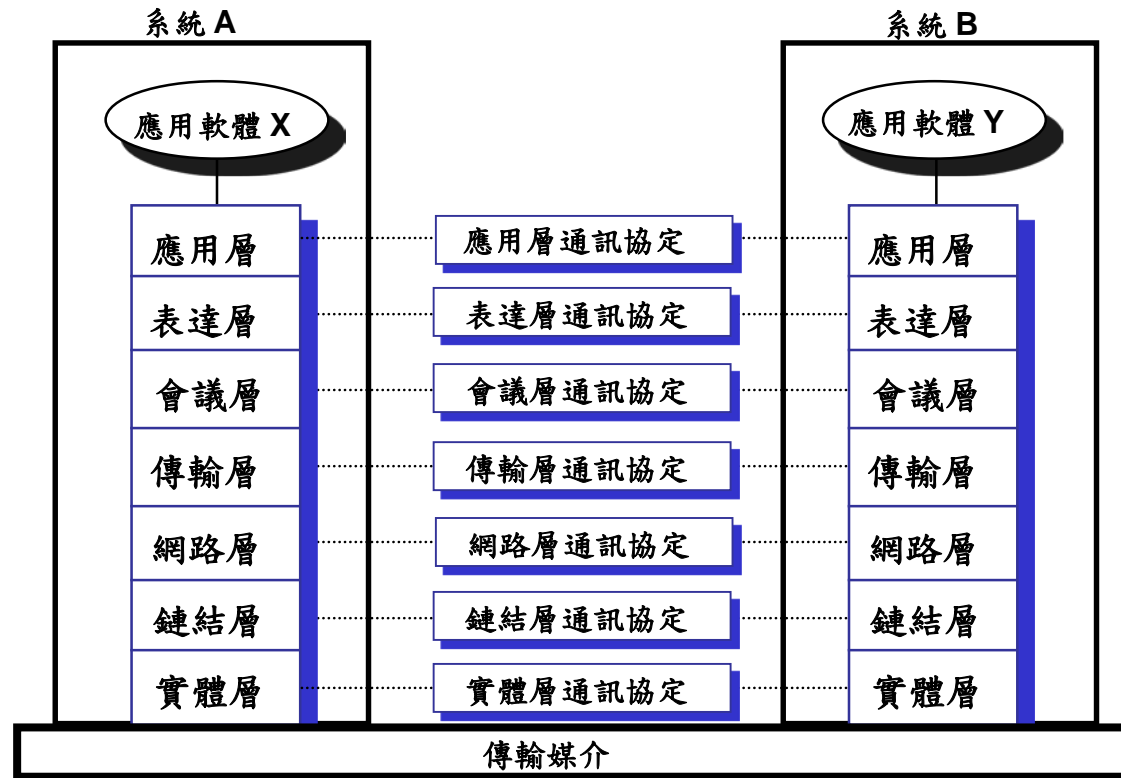 系統 A
系統 B
應用軟體 X
應用軟體 Y
應用層
應用層通訊協定
應用層
表達層
表達層通訊協定
表達層
會議層
會議層通訊協定
會議層
傳輸層
傳輸層通訊協定
傳輸層
網路層
網路層通訊協定
網路層
鏈結層
鏈結層通訊協定
鏈結層
實體層
實體層通訊協定
實體層
傳輸媒介